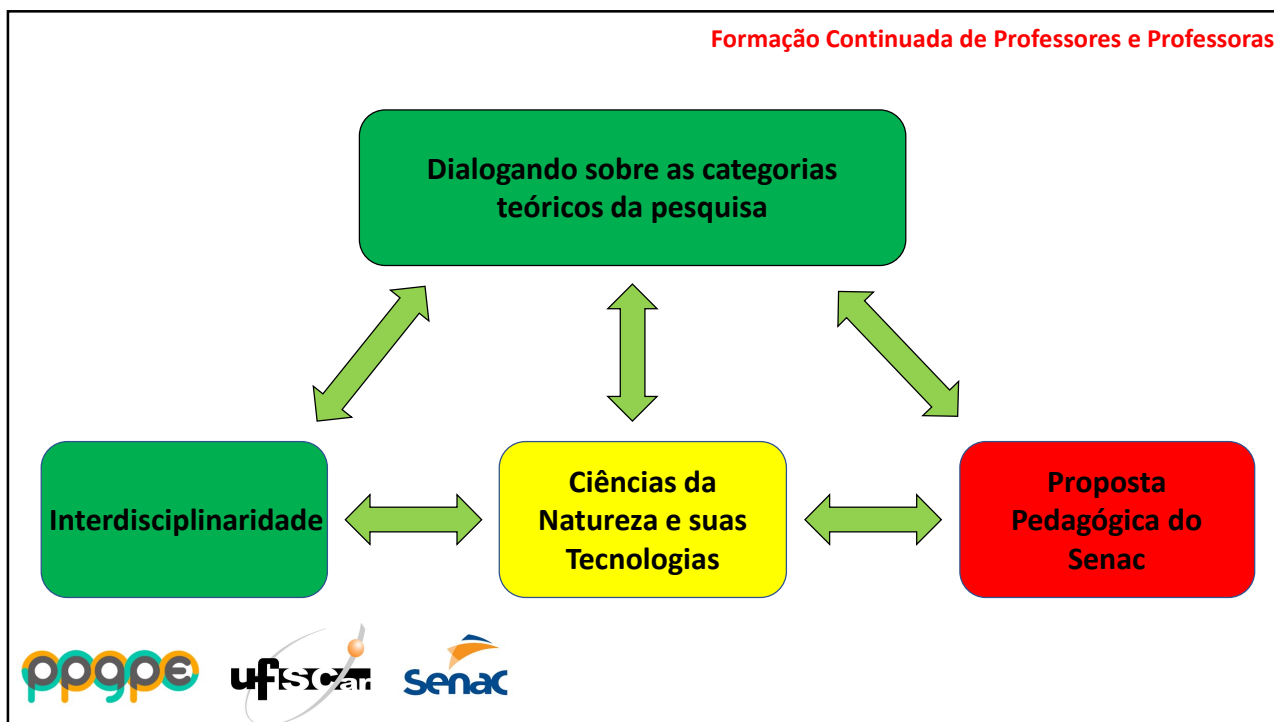 Formação Continuada de Professores e Professoras
Dialogando sobre as categorias
teóricos da pesquisa
Interdisciplinaridade
Ciências da
Natureza e suas
Tecnologias
Proposta
Pedagógica do
Senac
ppgpe
ufscar
senac